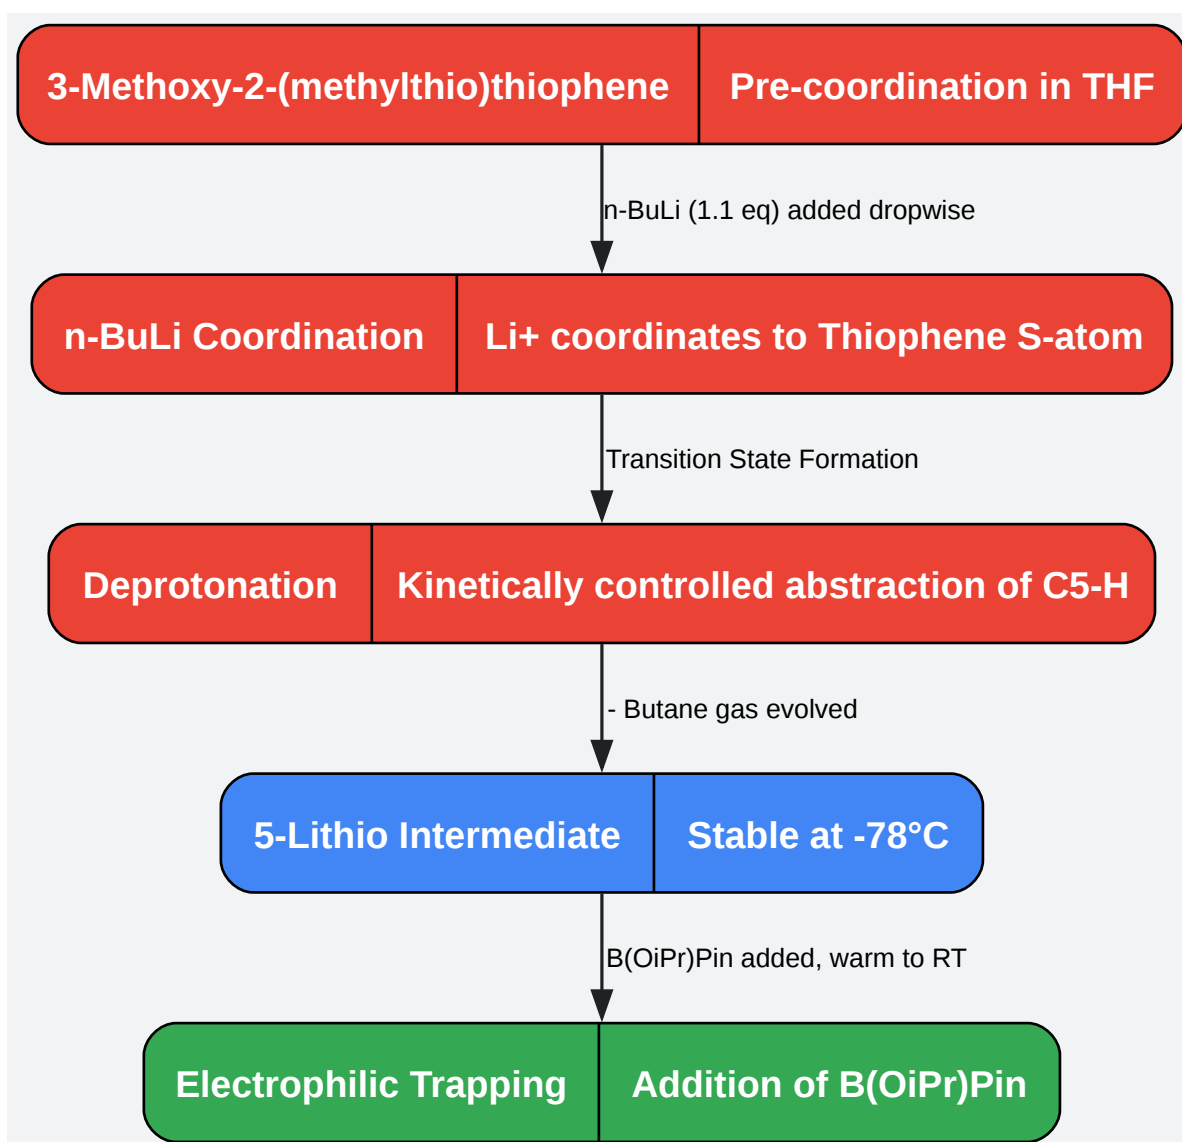 3-Methoxy-2-(methylthio)thiophene Pre-coordination in THF
n-BuLi (1.1 eq) added dropwise
n-BuLi Coordination Li+ coordinates to Thiophene S-atom
Transition State Formation
Deprotonation Kinetically controlled abstraction of C5-H
- Butane gas evolved
5-Lithio Intermediate Stable at -78°C
B(OiPr)Pin added, warm to RT
Electrophilic Trapping Addition of B(OiPr)Pin